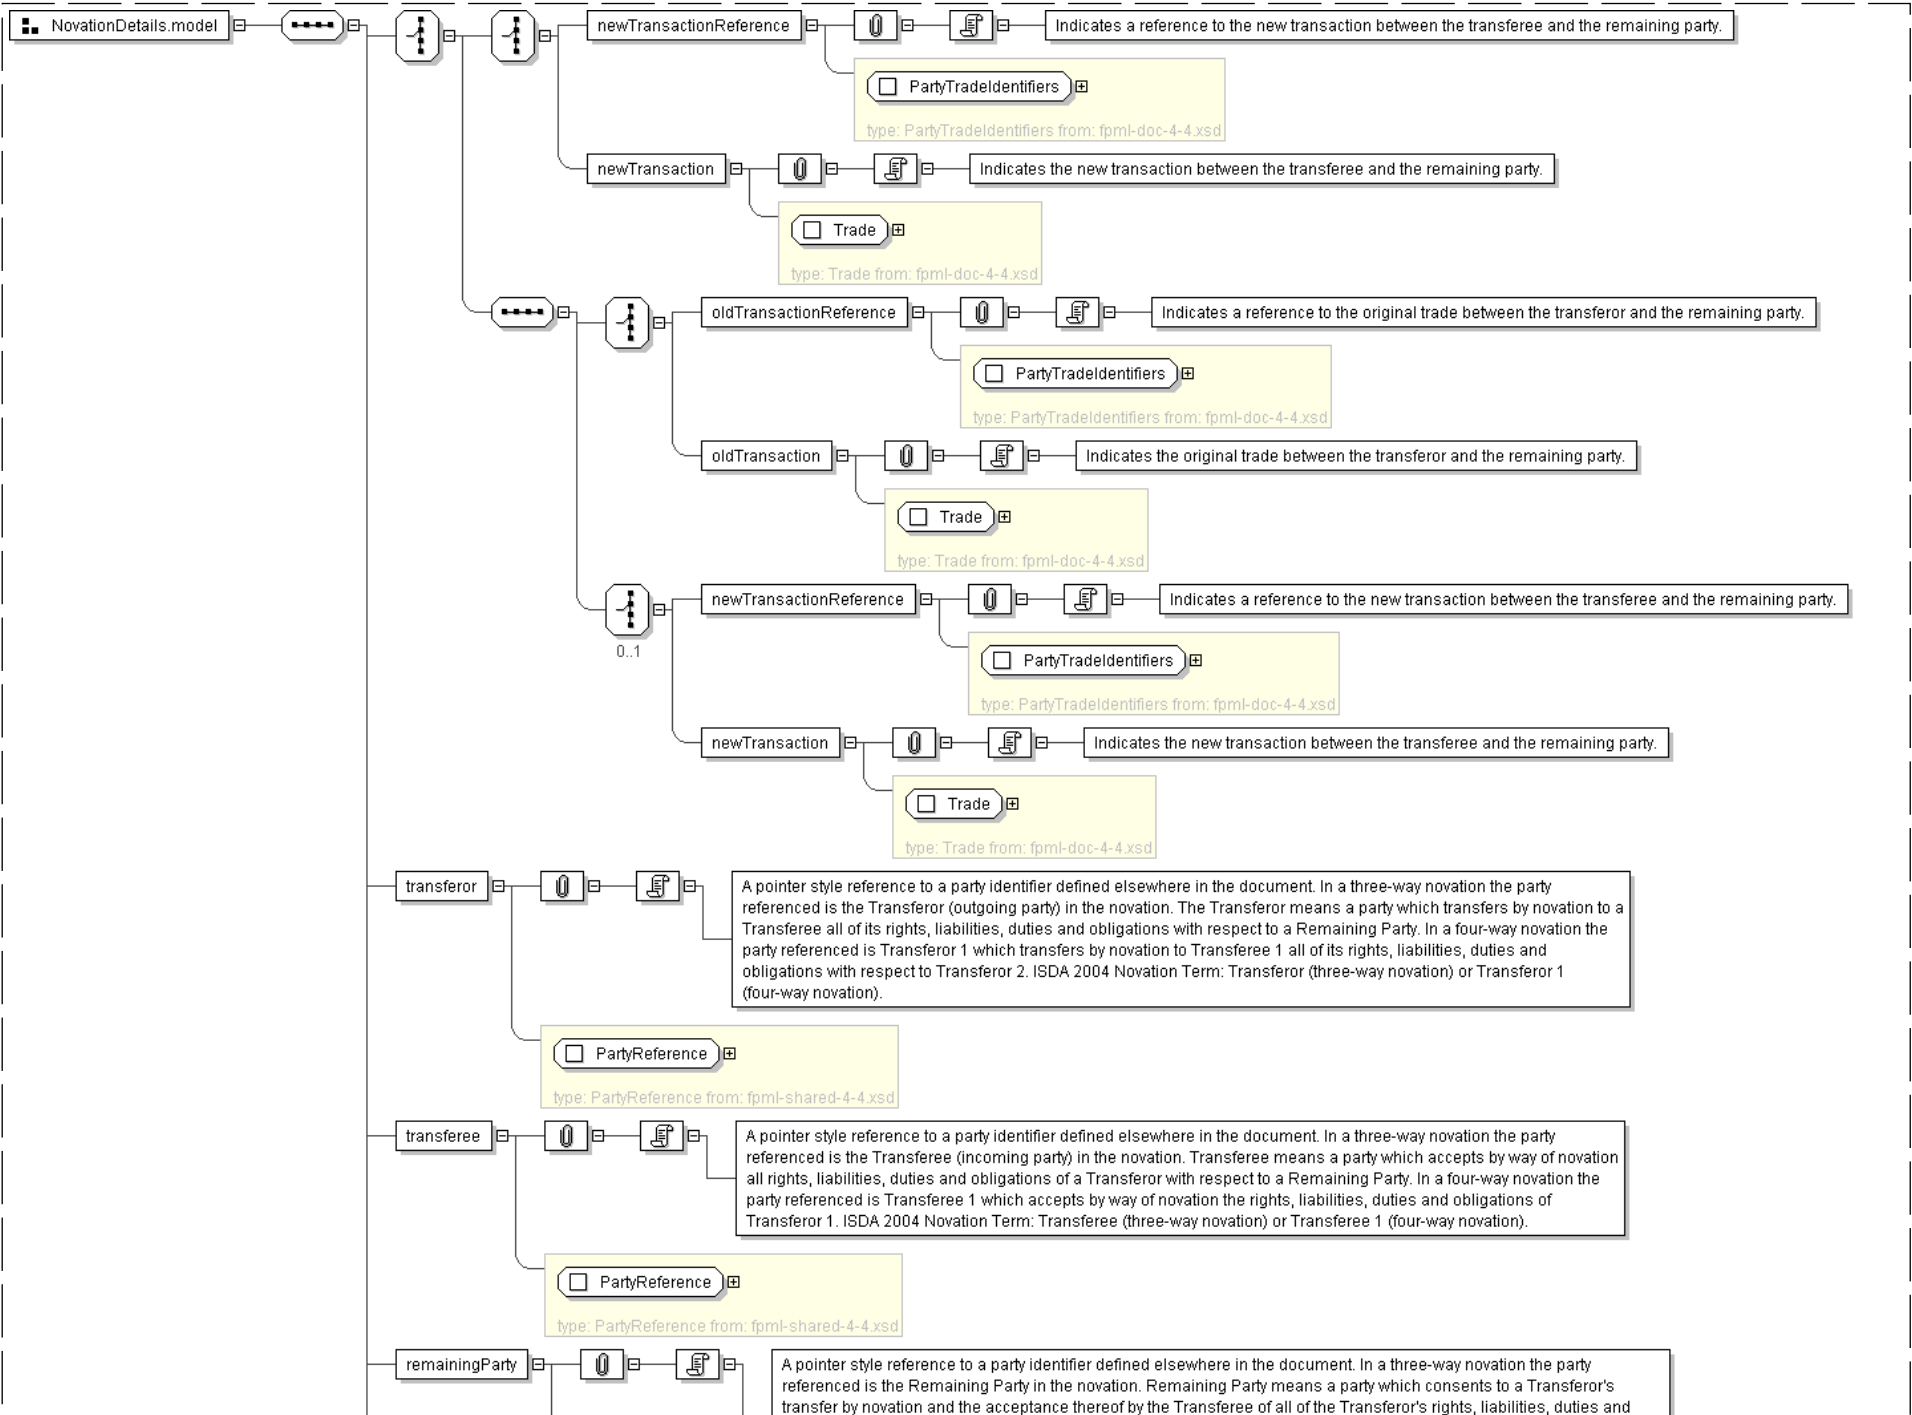 NovationDetails.model
newTransactionReference
Indicates a reference to the new transaction between the transferee and the remaining party.
PartyTradeIdentifiers
type: PartyTradeIdentifiers from: fpml-doc-4-4.xsd
newTransaction
Indicates the new transaction between the transferee and the remaining party.
Trade
type: Trade from: fpml-doc-4-4.xsd
oldTransactionReference
Indicates a reference to the original trade between the transferor and the remaining party.
PartyTradeIdentifiers
type: PartyTradeIdentifiers from: fpml-doc-4-4.xsd
oldTransaction
Indicates the original trade between the transferor and the remaining party.
Trade
type: Trade from: fpml-doc-4-4.xsd
newTransactionReference
Indicates a reference to the new transaction between the transferee and the remaining party.
0..1
PartyTradeIdentifiers
type: PartyTradeIdentifiers from: fpml-doc-4-4.xsd
newTransaction
Indicates the new transaction between the transferee and the remaining party.
Trade
type: Trade from: fpml-doc-4-4.xsd
transferor
A pointer style reference to a party identifier defined elsewhere in the document. In a three-way novation the party
referenced is the Transferor (outgoing party) in the novation. The Transferor means a party which transfers by novation to a
Transferee all of its rights, liabilities, duties and obligations with respect to a Remaining Party. In a four-way novation the
party referenced is Transferor 1 which transfers by novation to Transferee 1 all of its rights, liabilities, duties and
obligations with respect to Transferor 2. ISDA 2004 Novation Term: Transferor (three-way novation) or Transferor 1
(four-way novation).
PartyReference
type: PartyReference from: fpml-shared-4-4.xsd
transferee
A pointer style reference to a party identifier defined elsewhere in the document. In a three-way novation the party
referenced is the Transferee (incoming party) in the novation. Transferee means a party which accepts by way of novation
all rights, liabilities, duties and obligations of a Transferor with respect to a Remaining Party. In a four-way novation the
party referenced is Transferee 1 which accepts by way of novation the rights, liabilities, duties and obligations of
Transferor 1. ISDA 2004 Novation Term: Transferee (three-way novation) or Transferee 1 (four-way novation).
PartyReference
type: PartyReference from: fpml-shared-4-4.xsd
remainingParty
A pointer style reference to a party identifier defined elsewhere in the document. In a three-way novation the party
referenced is the Remaining Party in the novation. Remaining Party means a party which consents to a Transferor's
transfer by novation and the acceptance thereof by the Transferee of all of the Transferor's rights, liabilities, duties and